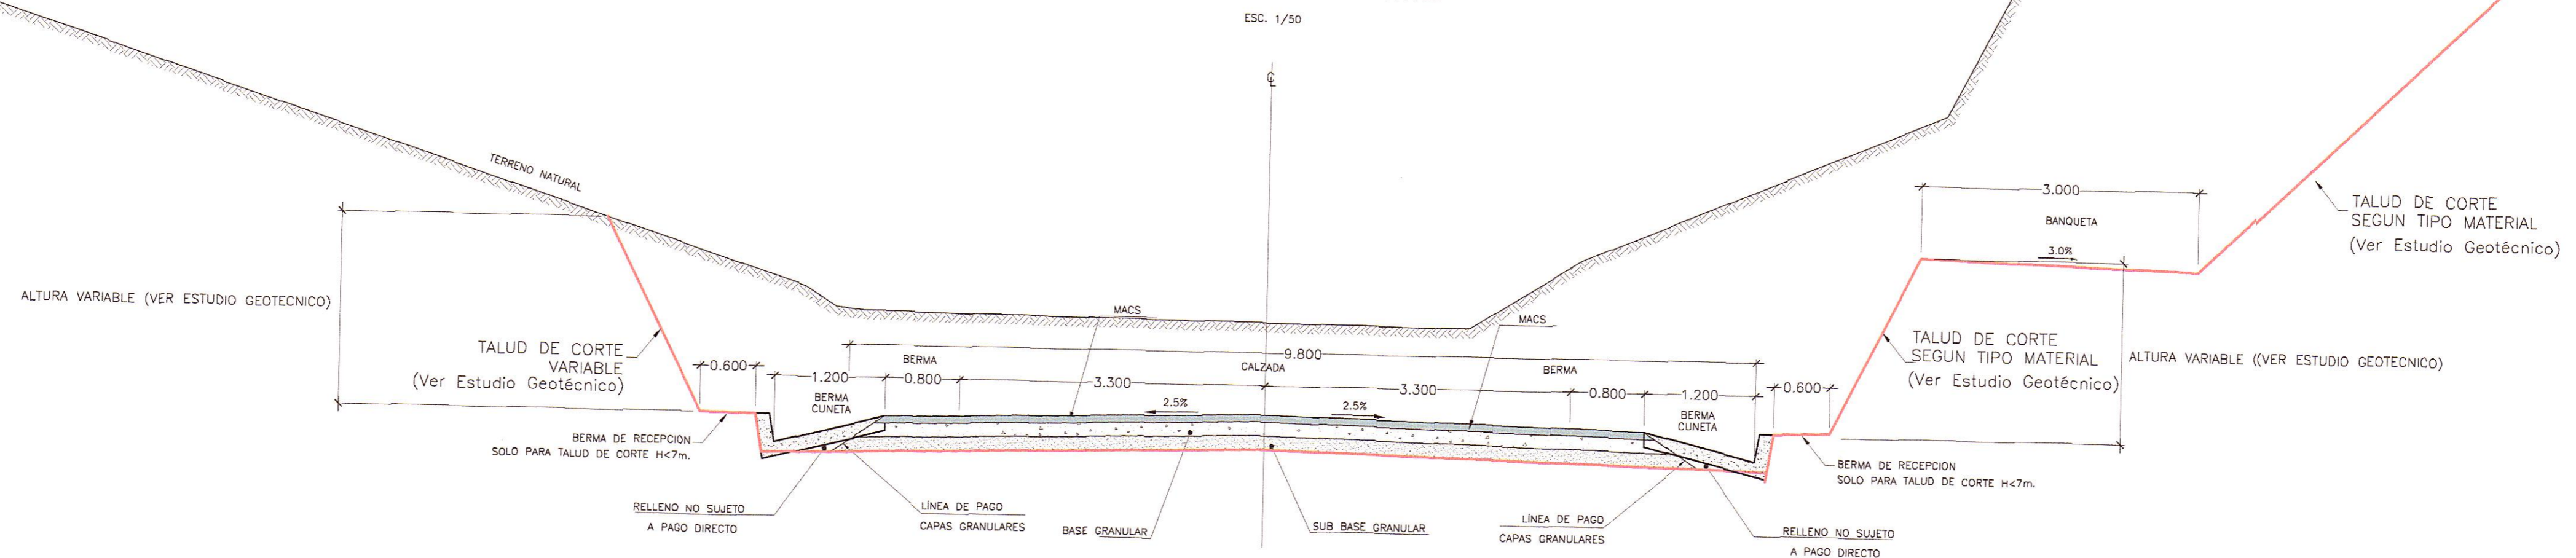 ESC. 1/50
℄
TERRENO NATURAL
3.000
BANQUETA
3.0%
TALUD DE CORTE
SEGUN TIPO MATERIAL
(Ver Estudio Geotécnico)
ALTURA VARIABLE (VER ESTUDIO GEOTECNICO)
TALUD DE CORTE
VARIABLE
(Ver Estudio Geotécnico)
MACS
MACS
TALUD DE CORTE
SEGUN TIPO MATERIAL
(Ver Estudio Geotécnico)
ALTURA VARIABLE ((VER ESTUDIO GEOTECNICO)
9.800
BERMA
CALZADA
BERMA
0.600
1.200
0.800
3.300
3.300
0.800
1.200
0.600
BERMA
CUNETA
2.5%
2.5%
BERMA
CUNETA
BERMA DE RECEPCION
SOLO PARA TALUD DE CORTE H<7m.
BERMA DE RECEPCION
SOLO PARA TALUD DE CORTE H<7m.
RELLENO NO SUJETO
A PAGO DIRECTO
LÍNEA DE PAGO
CAPAS GRANULARES
BASE GRANULAR
SUB BASE GRANULAR
LÍNEA DE PAGO
CAPAS GRANULARES
RELLENO NO SUJETO
A PAGO DIRECTO